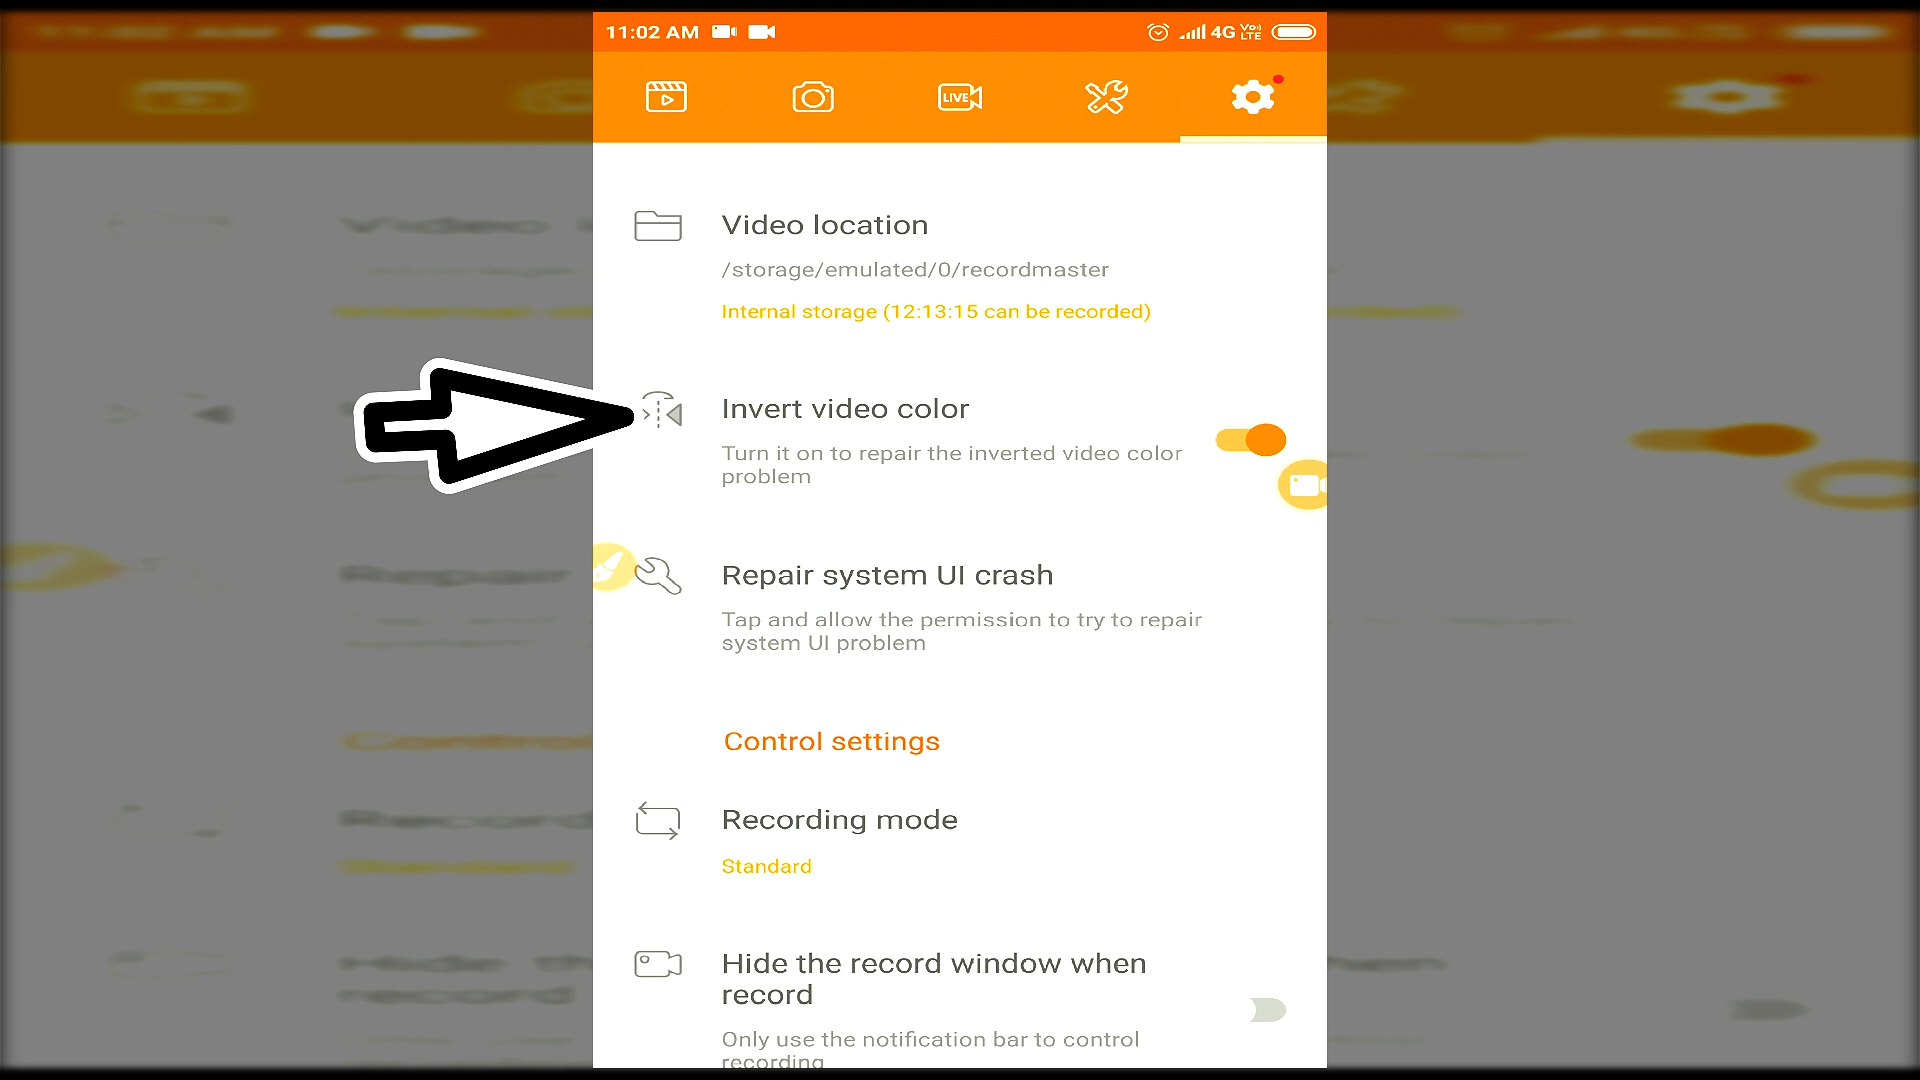 11:02 AM
4G
VoI)
LTE
LIVE
Video location
/storage/emulated/0/recordmaster
Internal storage (12:13:15 can be recorded)
Invert video color
Turn it on to repair the inverted video color
problem
Repair system UI crash
Tap and allow the permission to try to repair
system UI problem
Control settings
Recording mode
Standard
Hide the record window when
record
Only use the notification bar to control
recording